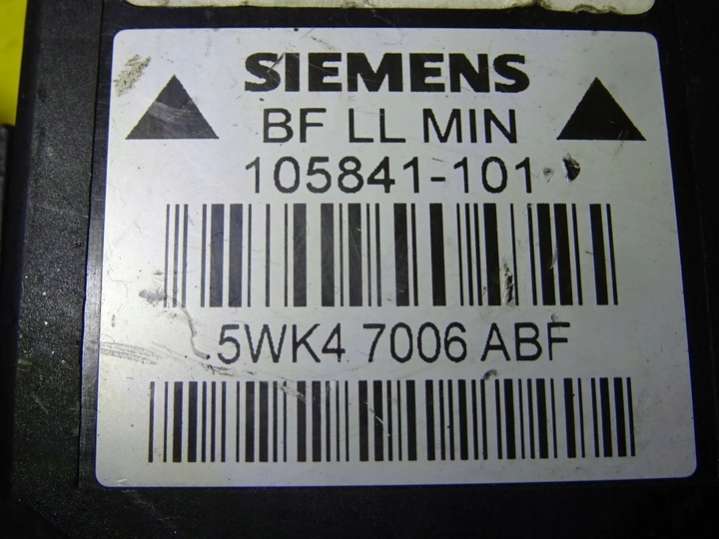 SIEMENS
BF LL MIN
105841-101
5WK4 7006 ABF